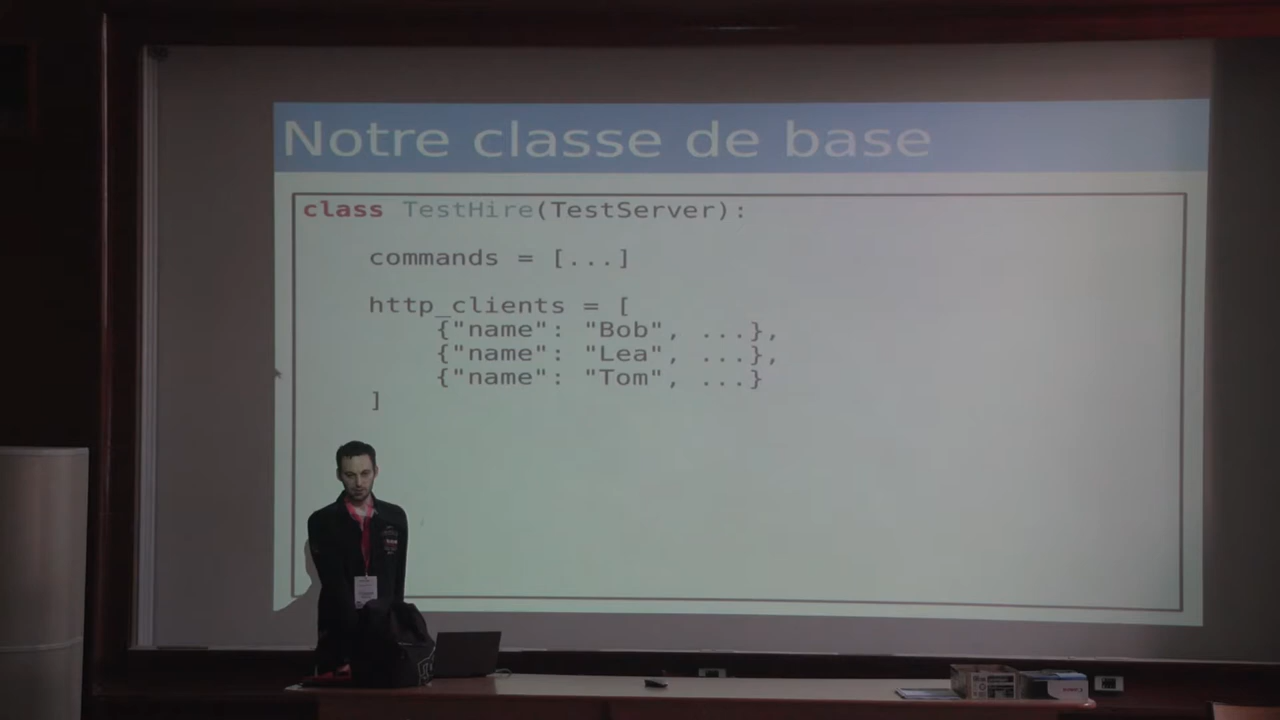 Notre classe de base
class TestHire(TestServer):
commands = [...]
http_clients = [
{"name": "Bob", ...},
{"name": "Lea", ...},
{"name": "Tom", ...}
]